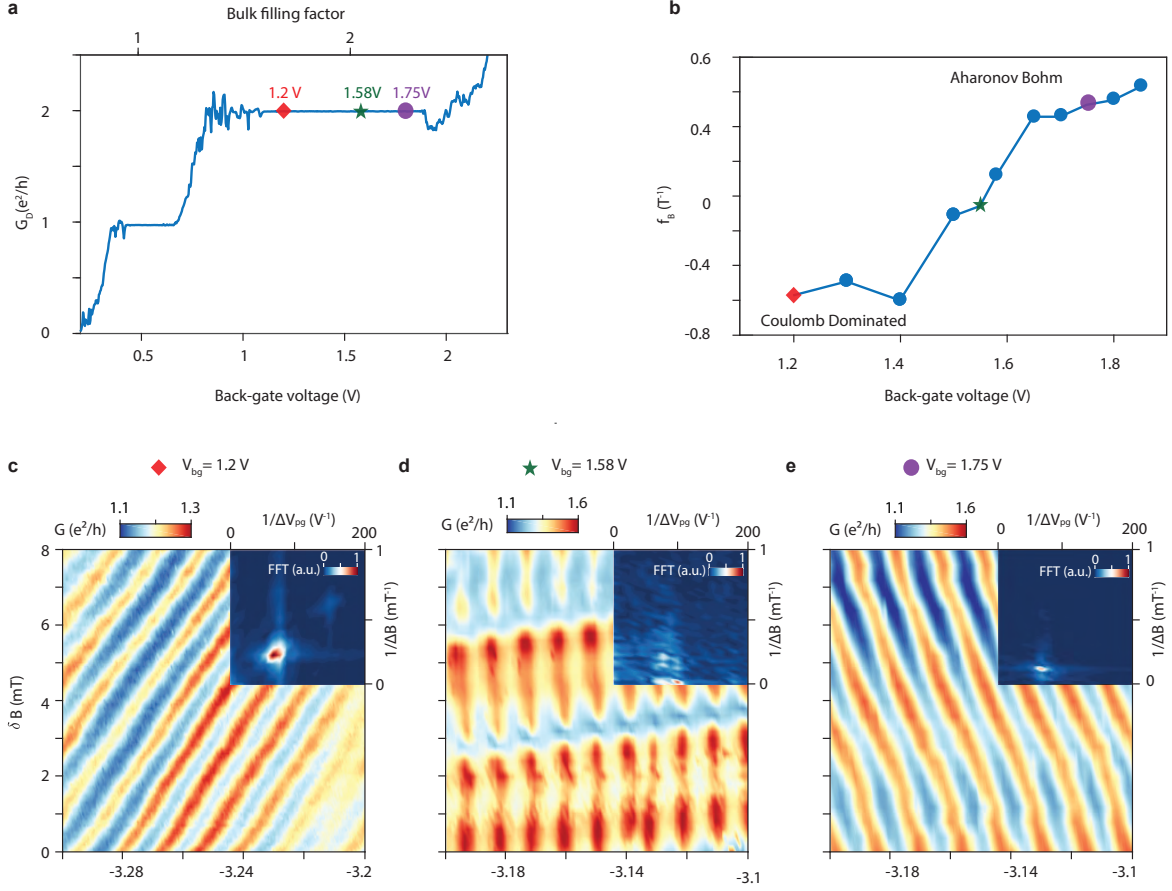 a
Bulk filling factor
1 2
2
1
0
G_D(e²/h)
1.2 V 1.58V 1.75V
0.5 1 1.5 2
Back-gate voltage (V)
b
0.6
0.4
0
-0.4
-0.8
f_B (T⁻¹)
Aharonov Bohm
Coulomb Dominated
1.2 1.4 1.6 1.8
Back-gate voltage (V)
c V_bg= 1.2 V
G (e²/h) 1.1 1.3
0 1/ΔV_pg (V⁻¹) 200
FFT (a.u.) 0 1
1
1/ΔB (mT⁻¹)
0
8
6
4
2
0
δ B (mT)
-3.28 -3.24 -3.2
d V_bg= 1.58 V
G (e²/h) 1.1 1.6
0 1/ΔV_pg (V⁻¹) 200
FFT (a.u.) 0 1
1
1/ΔB (mT⁻¹)
0
-3.18 -3.14 -3.1
e V_bg= 1.75 V
G (e²/h) 1.1 1.6
0 1/ΔV_pg (V⁻¹) 200
FFT (a.u.) 0 1
1
1/ΔB (mT⁻¹)
0
-3.18 -3.14 -3.1